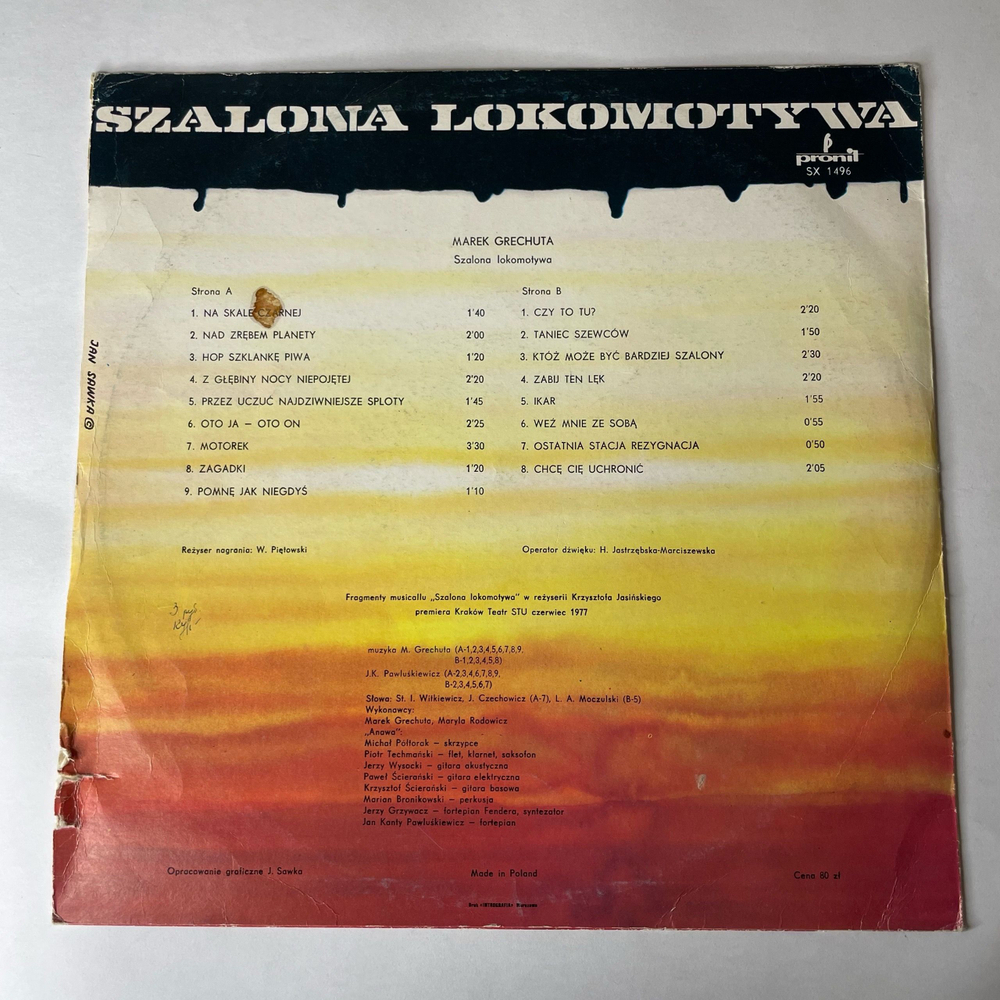 SZALONA LOKOMOTYWA
pronit
SX 1496
MAREK GRECHUTA
Szalona lokomotywa
Strona A
1. NA SKALE CZARNEJ 1'40
2. NAD ZRĘBEM PLANETY 2'00
3. HOP SZKLANKĘ PIWA 1'20
4. Z GŁĘBINY NOCY NIEPOJĘTEJ 2'20
5. PRZEZ UCZUĆ NAJDZIWNIEJSZE SPLOTY 1'45
6. OTO JA — OTO ON 2'25
7. MOTOREK 3'30
8. ZAGADKI 1'20
9. POMNĘ JAK NIEGDYŚ 1'10
Strona B
1. CZY TO TU? 2'20
2. TANIEC SZEWCÓW 1'50
3. KTÓŻ MOŻE BYĆ BARDZIEJ SZALONY 2'30
4. ZABIJ TEN LĘK 2'20
5. IKAR 1'55
6. WEŹ MNIE ZE SOBĄ 0'55
7. OSTATNIA STACJA REZYGNACJA 0'50
8. CHCĘ CIĘ UCHRONIĆ 2'05
JAN SAWKA ©
Reżyser nagrania: W. Piętowski
Operator dźwięku: H. Jastrzębska-Marciszewska
Fragmenty musicallu „Szalona lokomotywa" w reżyserii Krzysztofa Jasińskiego
premiera Kraków Teatr STU czerwiec 1977
muzyka M. Grechuta (A-1,2,3,4,5,6,7,8,9.
B-1,2,3,4,5,8)
J.K. Pawluśkiewicz (A-2,3,4,6,7,8,9,
B-2,3,4,5,6,7)
Słowa: St. I. Witkiewicz, J. Czechowicz (A-7), L. A. Moczulski (B-5)
Wykonawcy:
Marek Grechuta, Maryla Rodowicz
„Anawa":
Michał Półtorak — skrzypce
Piotr Techmański — flet, klarnet, saksofon
Jerzy Wysocki — gitara akustyczna
Paweł Ścierański — gitara elektryczna
Krzysztof Ścierański — gitara basowa
Marian Bronikowski — perkusja
Jerzy Grzywacz — fortepian Fendera, syntezator
Jan Kanty Pawluśkiewicz — fortepian
Opracowanie graficzne J. Sawka
Made in Poland
Cena 80 zł